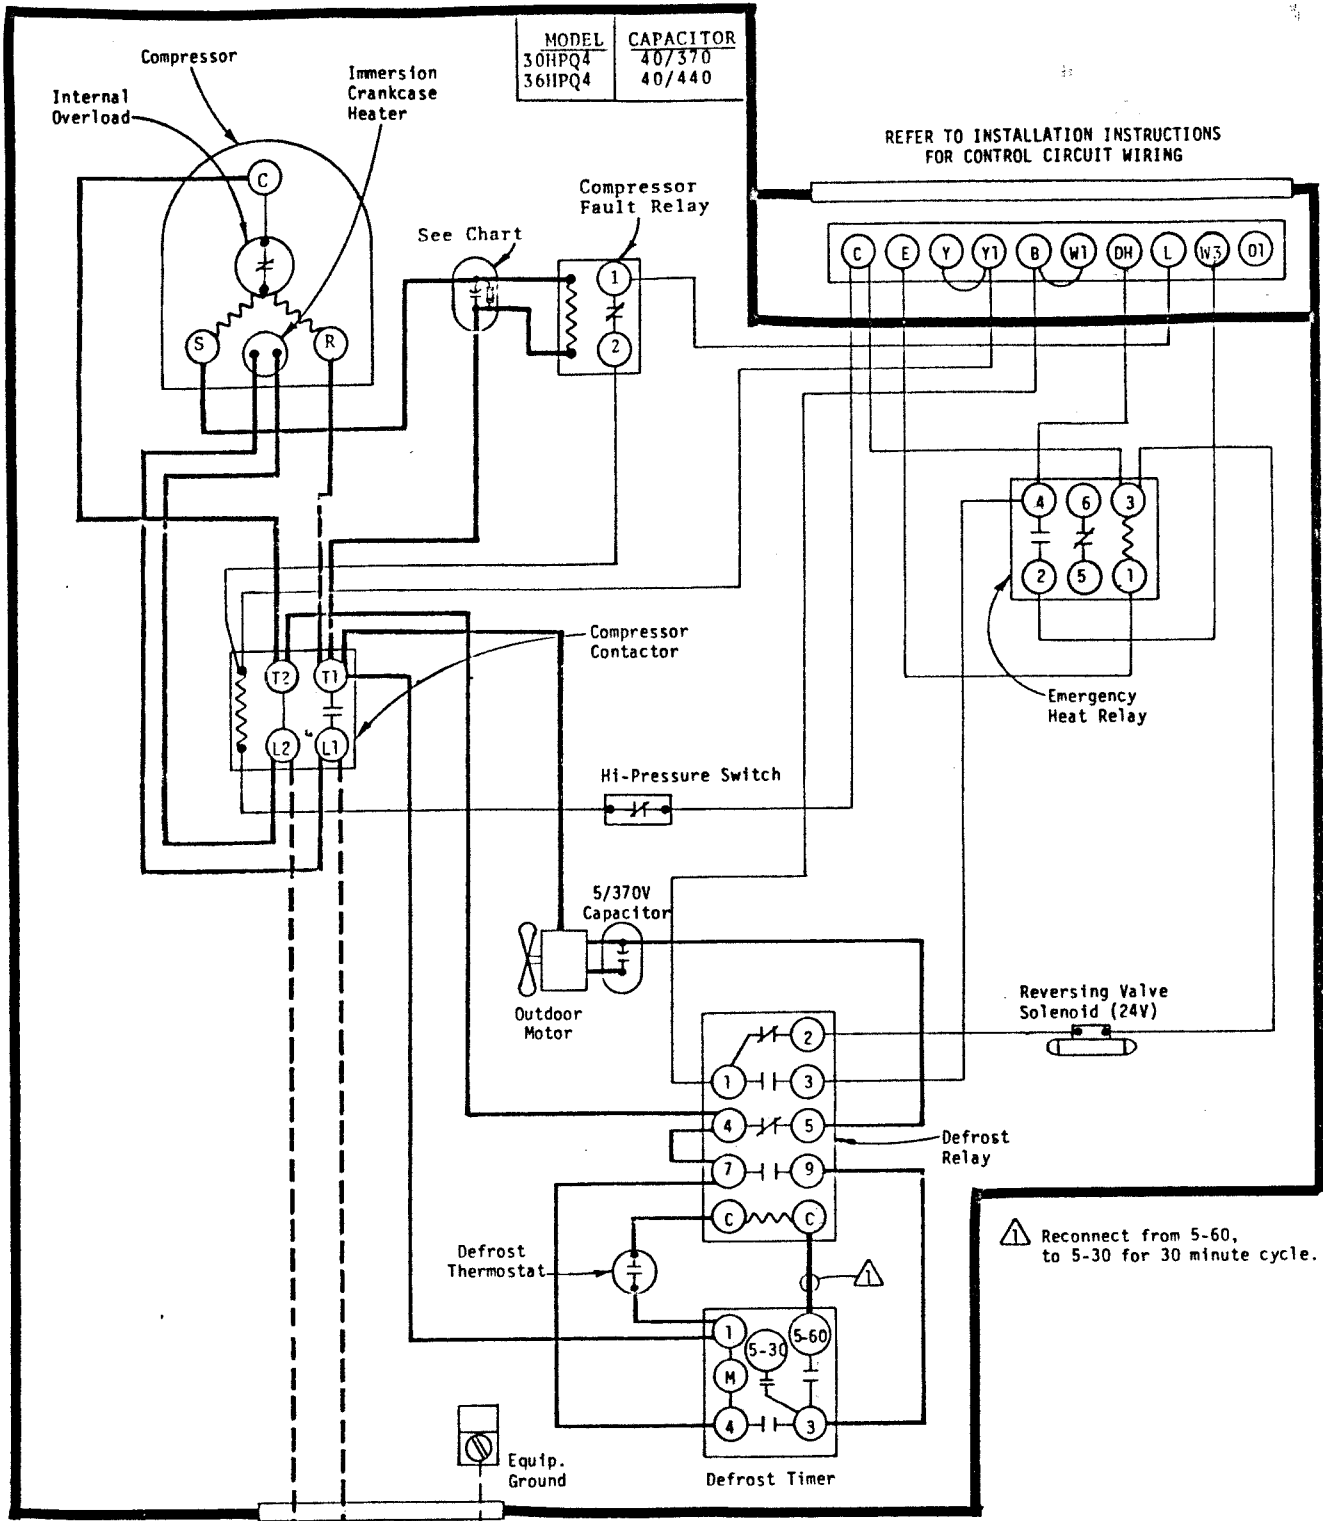 MODEL CAPACITOR
30HPQ4 40/370
36HPQ4 40/440
Compressor
Immersion
Crankcase
Heater
Internal
Overload
REFER TO INSTALLATION INSTRUCTIONS
FOR CONTROL CIRCUIT WIRING
Compressor
Fault Relay
See Chart
C
C E Y Y1 B W1 DH L W3 O1
1
2
S R
4 6 3
2 5 1
Compressor
Contactor
T2 T1
L2 L1
Emergency
Heat Relay
Hi-Pressure Switch
5/370V
Capacitor
Outdoor
Motor
Reversing Valve
Solenoid (24V)
2
1 3
4 5
7 9
C C
Defrost
Relay
1 Reconnect from 5-60,
to 5-30 for 30 minute cycle.
Defrost
Thermostat
1
1 5-30 5-60
M
4 3
Equip.
Ground
Defrost Timer